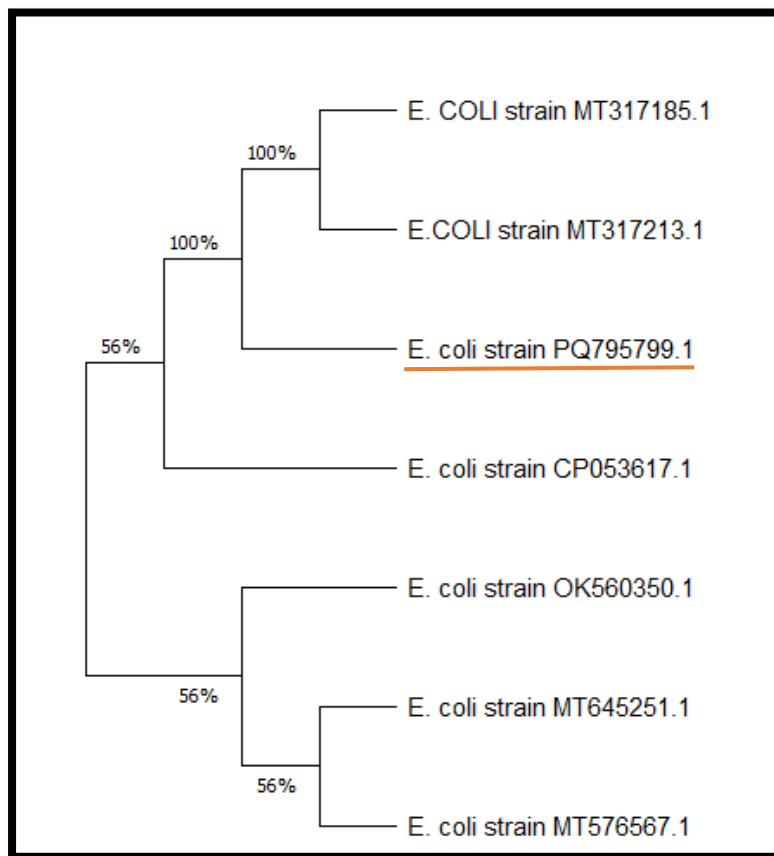 E. COLI strain MT317185.1
100%
E.COLI strain MT317213.1
100%
56%
E. coli strain PQ795799.1
E. coli strain CP053617.1
E. coli strain OK560350.1
56%
E. coli strain MT645251.1
56%
E. coli strain MT576567.1